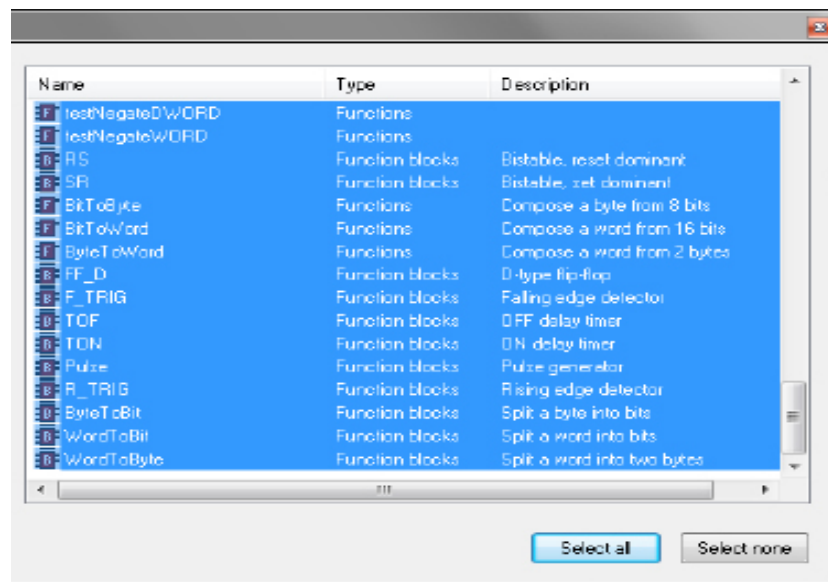 Name Type Description
testNegateDWORD Functions
testNegateWORD Functions
RS Function blocks Bistable, reset dominant
SR Function blocks Bistable, set dominant
BitToByte Functions Compose a byte from 8 bits
BitToWord Functions Compose a word from 16 bits
ByteToWord Functions Compose a word from 2 bytes
FF_D Function blocks D-type flip-flop
F_TRIG Function blocks Falling edge detector
TOF Function blocks OFF delay timer
TON Function blocks ON delay timer
Pulse Function blocks Pulse generator
R_TRIG Function blocks Rising edge detector
ByteToBit Function blocks Split a byte into bits
WordToBit Function blocks Split a word into bits
WordToByte Function blocks Split a word into two bytes
Select all Select none